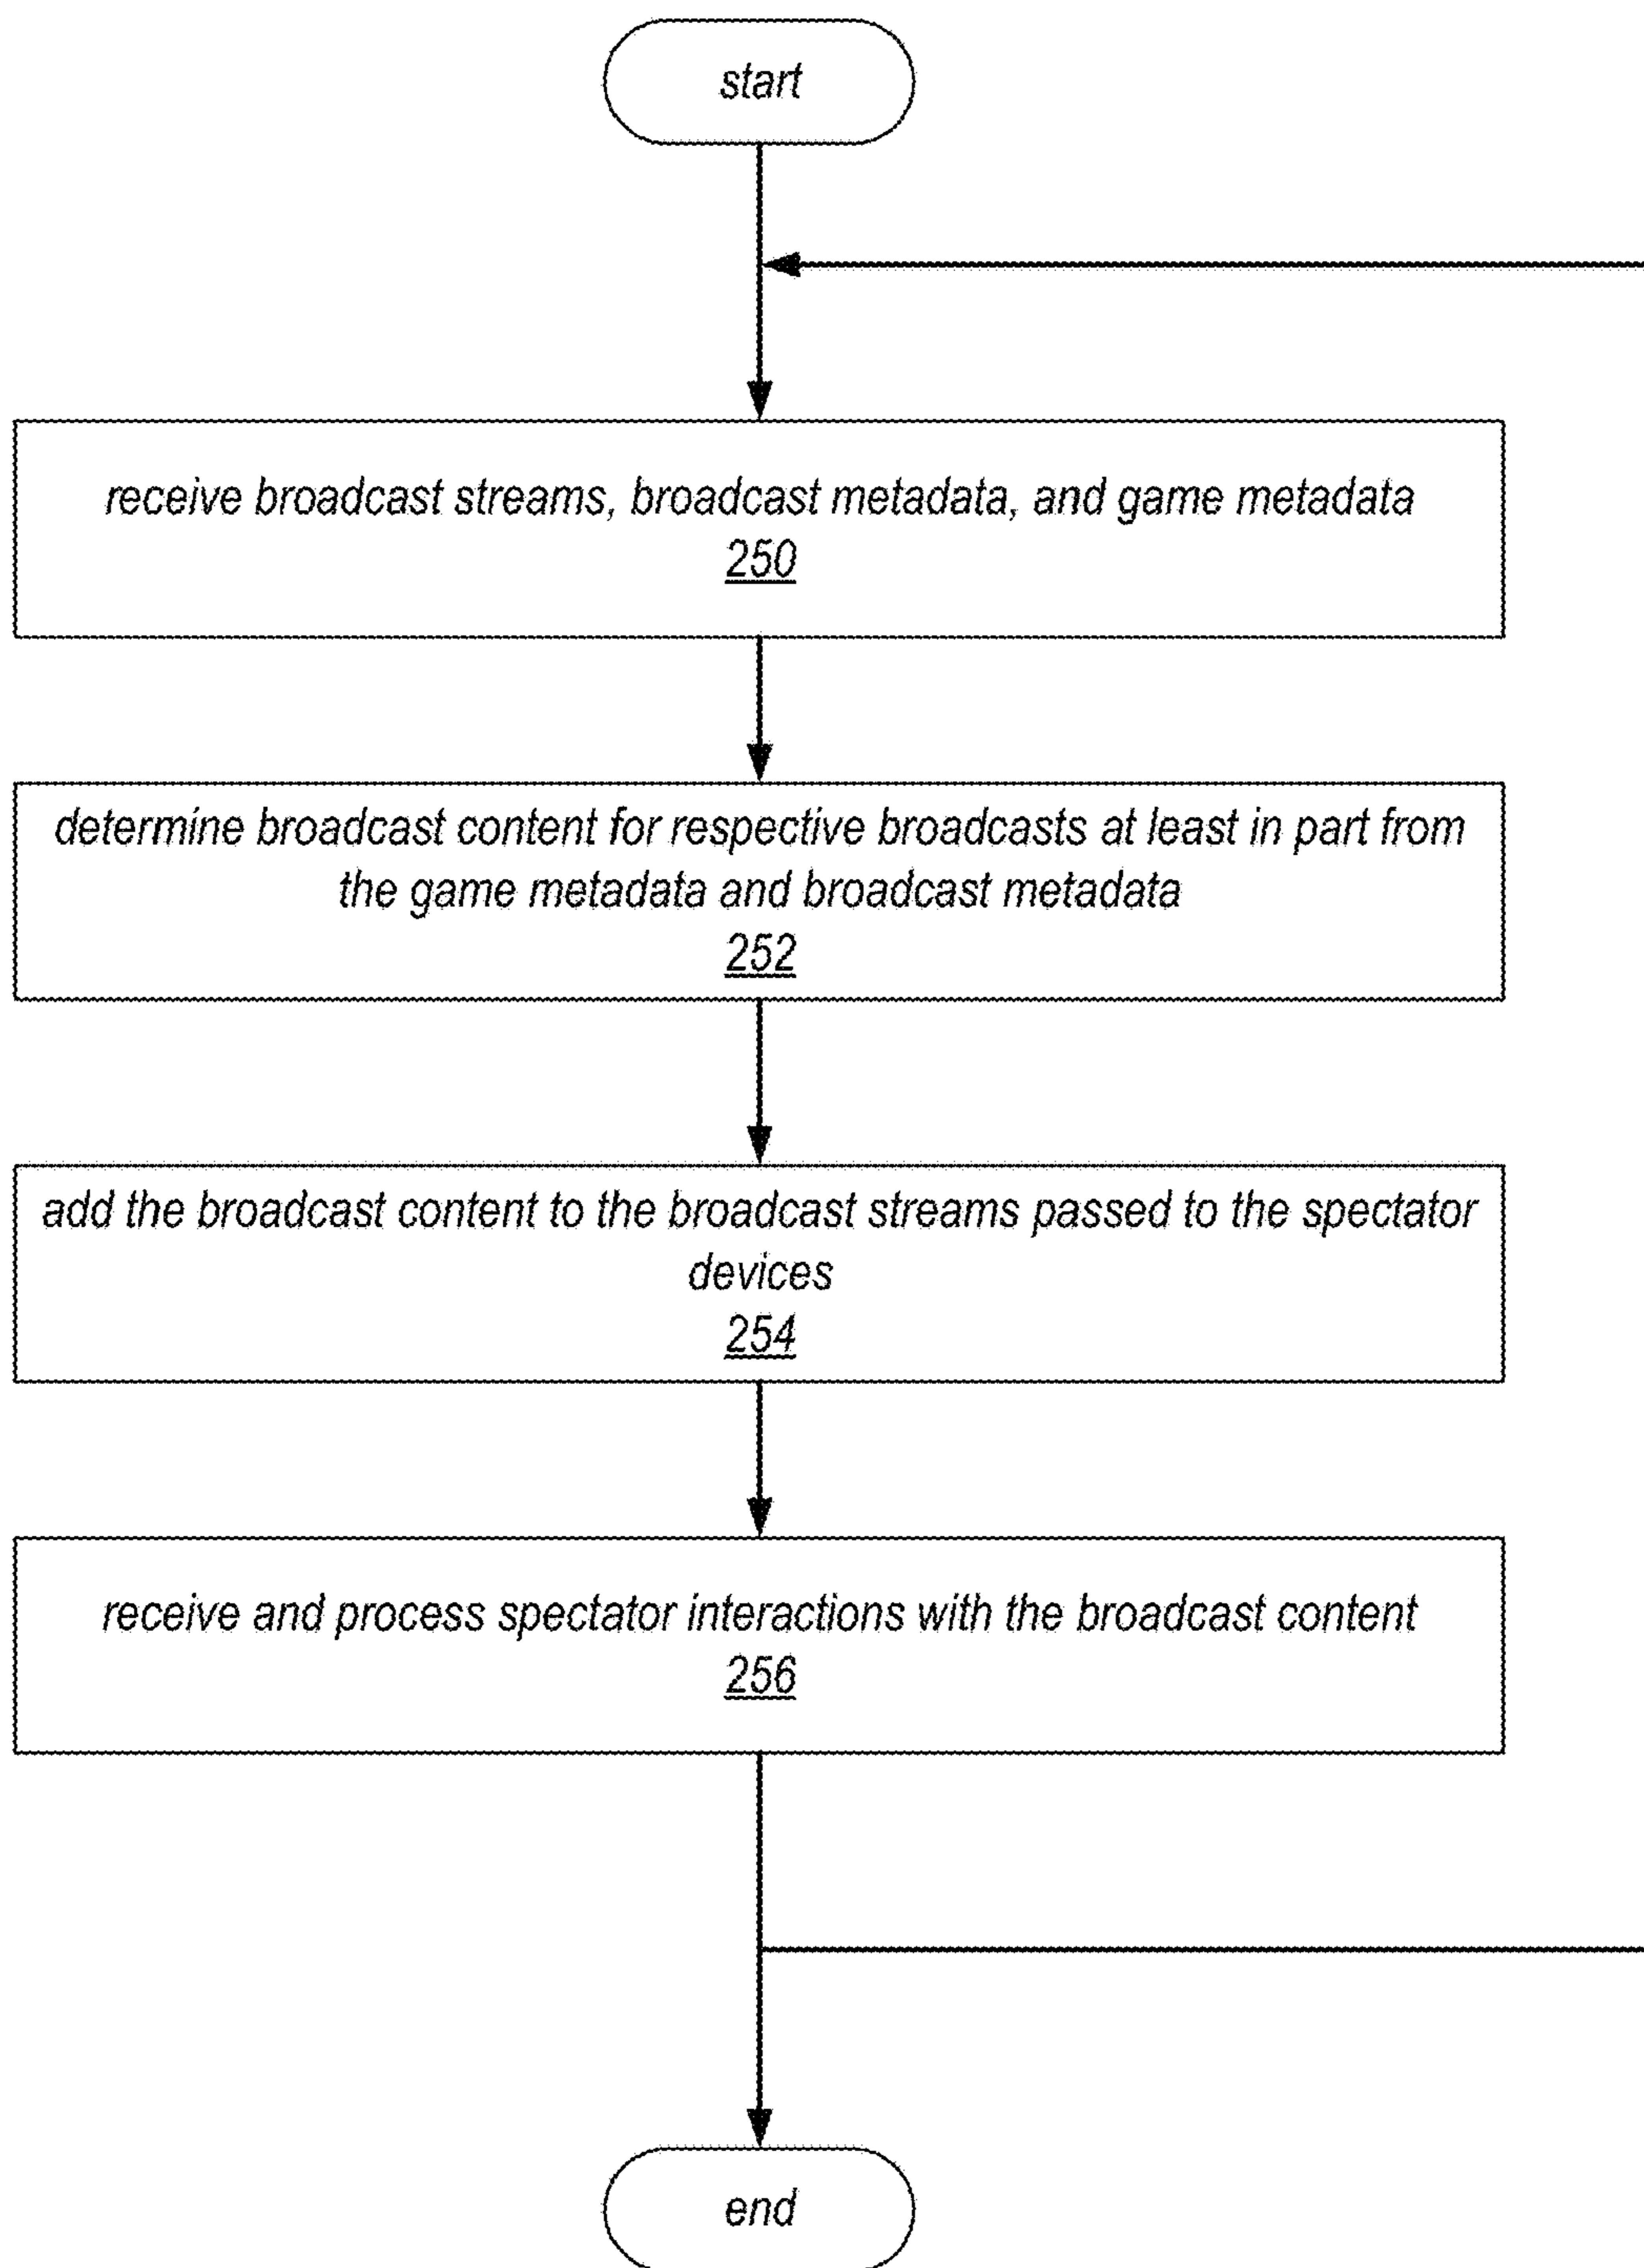 start
receive broadcast streams, broadcast metadata, and game metadata
250
determine broadcast content for respective broadcasts at least in part from
the game metadata and broadcast metadata
252
add the broadcast content to the broadcast streams passed to the spectator
devices
254
receive and process spectator interactions with the broadcast content
256
end